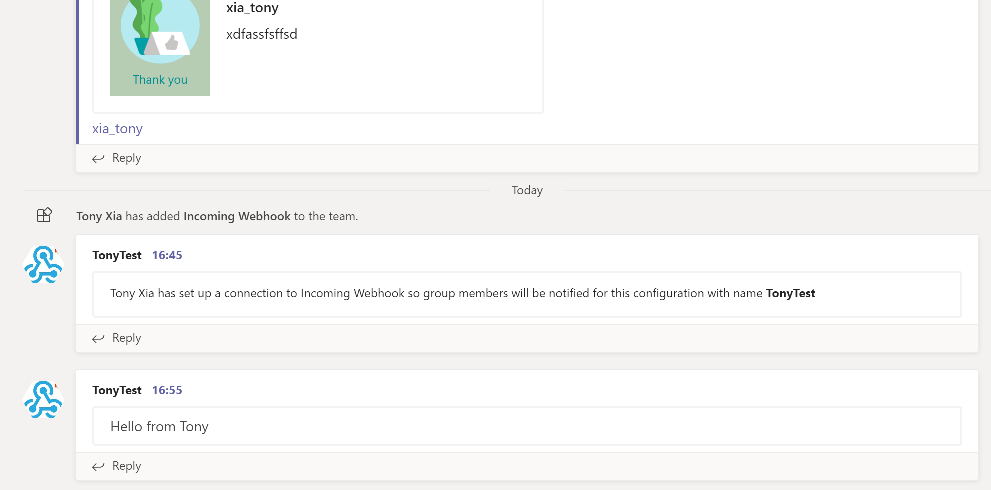 xia_tony
xdfassfsffsd
Thank you
xia_tony
Reply
Today
Tony Xia has added Incoming Webhook to the team.
TonyTest 16:45
Tony Xia has set up a connection to Incoming Webhook so group members will be notified for this configuration with name TonyTest
Reply
TonyTest 16:55
Hello from Tony
Reply